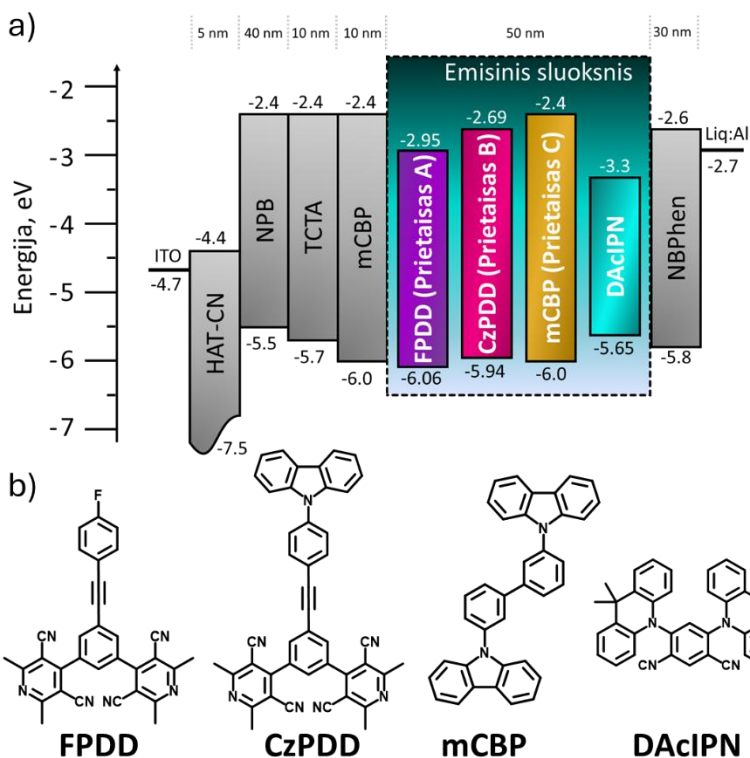 a)
5 nm 40 nm 10 nm 10 nm 50 nm 30 nm
Energija, eV
-2
-3
-4
-5
-6
-7
Emisinis sluoksnis
ITO
-4.7
-4.4
HAT-CN
-7.5
-2.4
NPB
-5.5
-2.4
TCTA
-5.7
-2.4
mCBP
-6.0
-2.95
FPDD (Prietaisas A)
-6.06
-2.69
CzPDD (Prietaisas B)
-5.94
-2.4
mCBP (Prietaisas C)
-6.0
-3.3
DAcIPN
-5.65
-2.6
NBPhen
-5.8
Liq:Al
-2.7
b)
F
CN CN
N CN NC N
FPDD
N
CN CN
N CN NC N
CzPDD
N
N
mCBP
N N
CN CN
DAcIPN